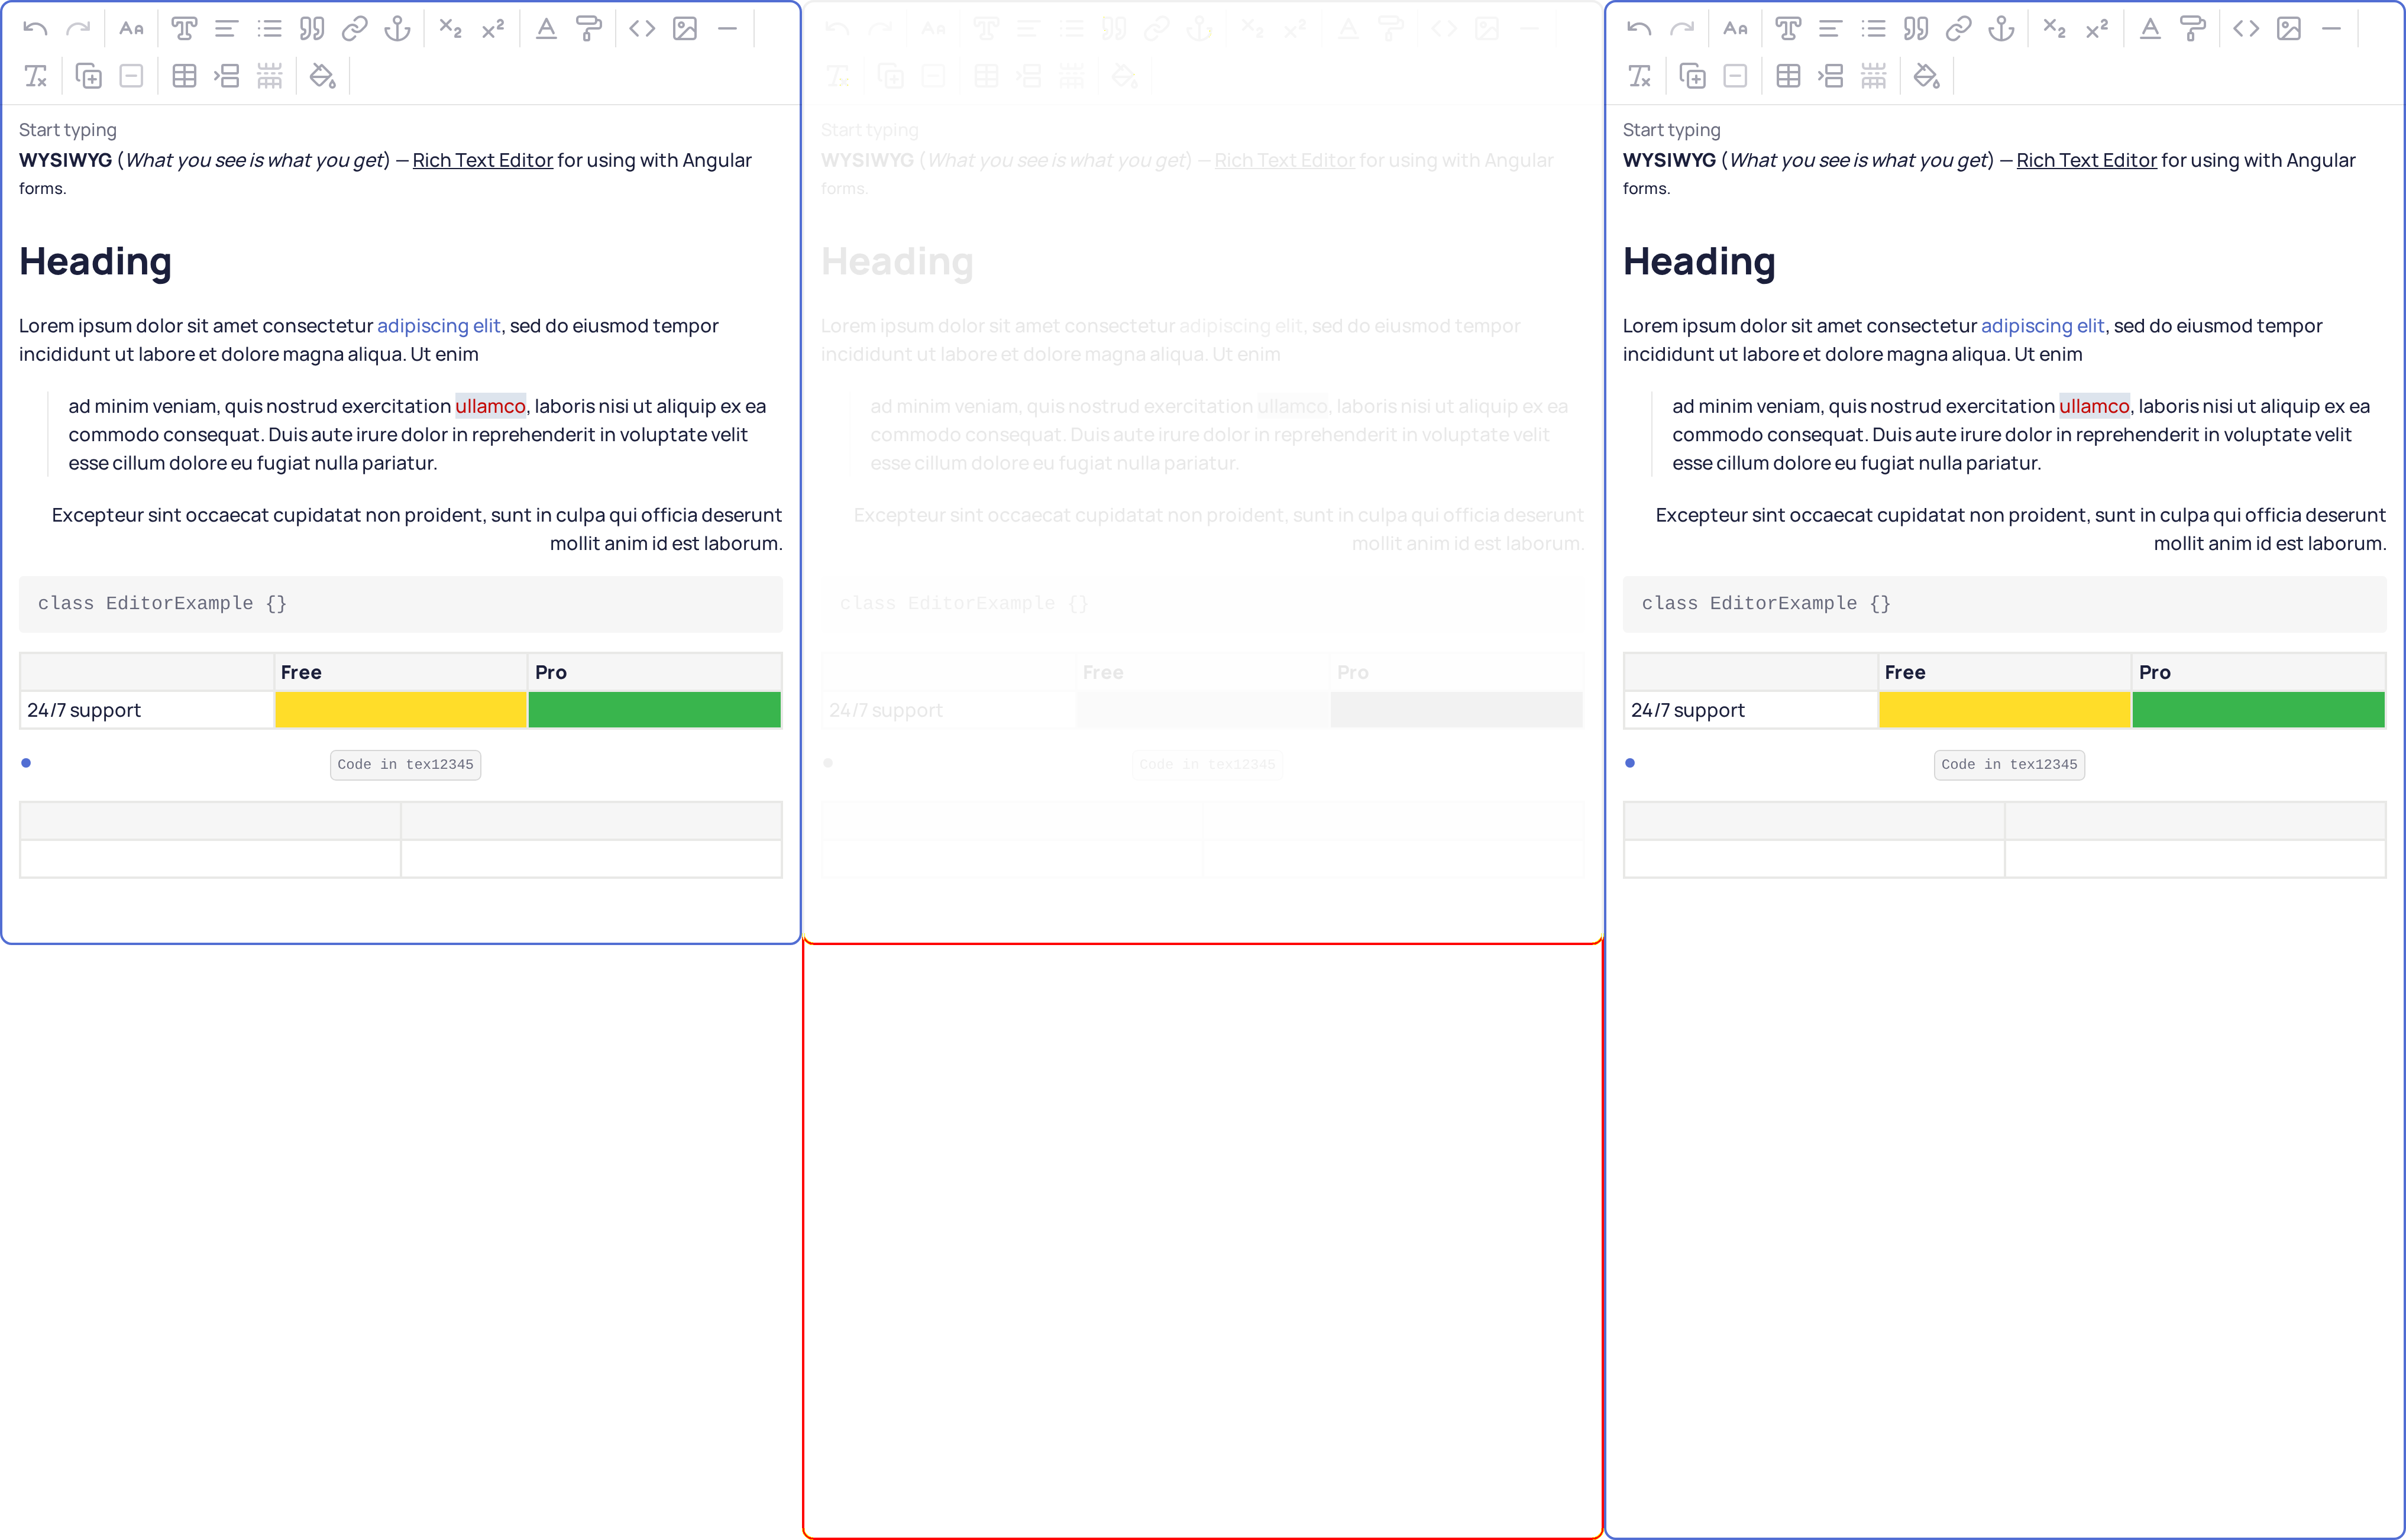 Start typing
WYSIWYG (What you see is what you get) — Rich Text Editor for using with Angular
forms.
Heading
Lorem ipsum dolor sit amet consectetur adipiscing elit, sed do eiusmod tempor
incididunt ut labore et dolore magna aliqua. Ut enim
ad minim veniam, quis nostrud exercitation ullamco, laboris nisi ut aliquip ex ea
commodo consequat. Duis aute irure dolor in reprehenderit in voluptate velit
esse cillum dolore eu fugiat nulla pariatur.
Excepteur sint occaecat cupidatat non proident, sunt in culpa qui officia deserunt
mollit anim id est laborum.
class EditorExample {}
Free Pro
24/7 support
Code in tex12345
Start typing
WYSIWYG (What you see is what you get) — Rich Text Editor for using with Angular
forms.
Heading
Lorem ipsum dolor sit amet consectetur adipiscing elit, sed do eiusmod tempor
incididunt ut labore et dolore magna aliqua. Ut enim
ad minim veniam, quis nostrud exercitation ullamco, laboris nisi ut aliquip ex ea
commodo consequat. Duis aute irure dolor in reprehenderit in voluptate velit
esse cillum dolore eu fugiat nulla pariatur.
Excepteur sint occaecat cupidatat non proident, sunt in culpa qui officia deserunt
mollit anim id est laborum.
class EditorExample {}
Free Pro
24/7 support
Code in tex12345
Start typing
WYSIWYG (What you see is what you get) — Rich Text Editor for using with Angular
forms.
Heading
Lorem ipsum dolor sit amet consectetur adipiscing elit, sed do eiusmod tempor
incididunt ut labore et dolore magna aliqua. Ut enim
ad minim veniam, quis nostrud exercitation ullamco, laboris nisi ut aliquip ex ea
commodo consequat. Duis aute irure dolor in reprehenderit in voluptate velit
esse cillum dolore eu fugiat nulla pariatur.
Excepteur sint occaecat cupidatat non proident, sunt in culpa qui officia deserunt
mollit anim id est laborum.
class EditorExample {}
Free Pro
24/7 support
Code in tex12345